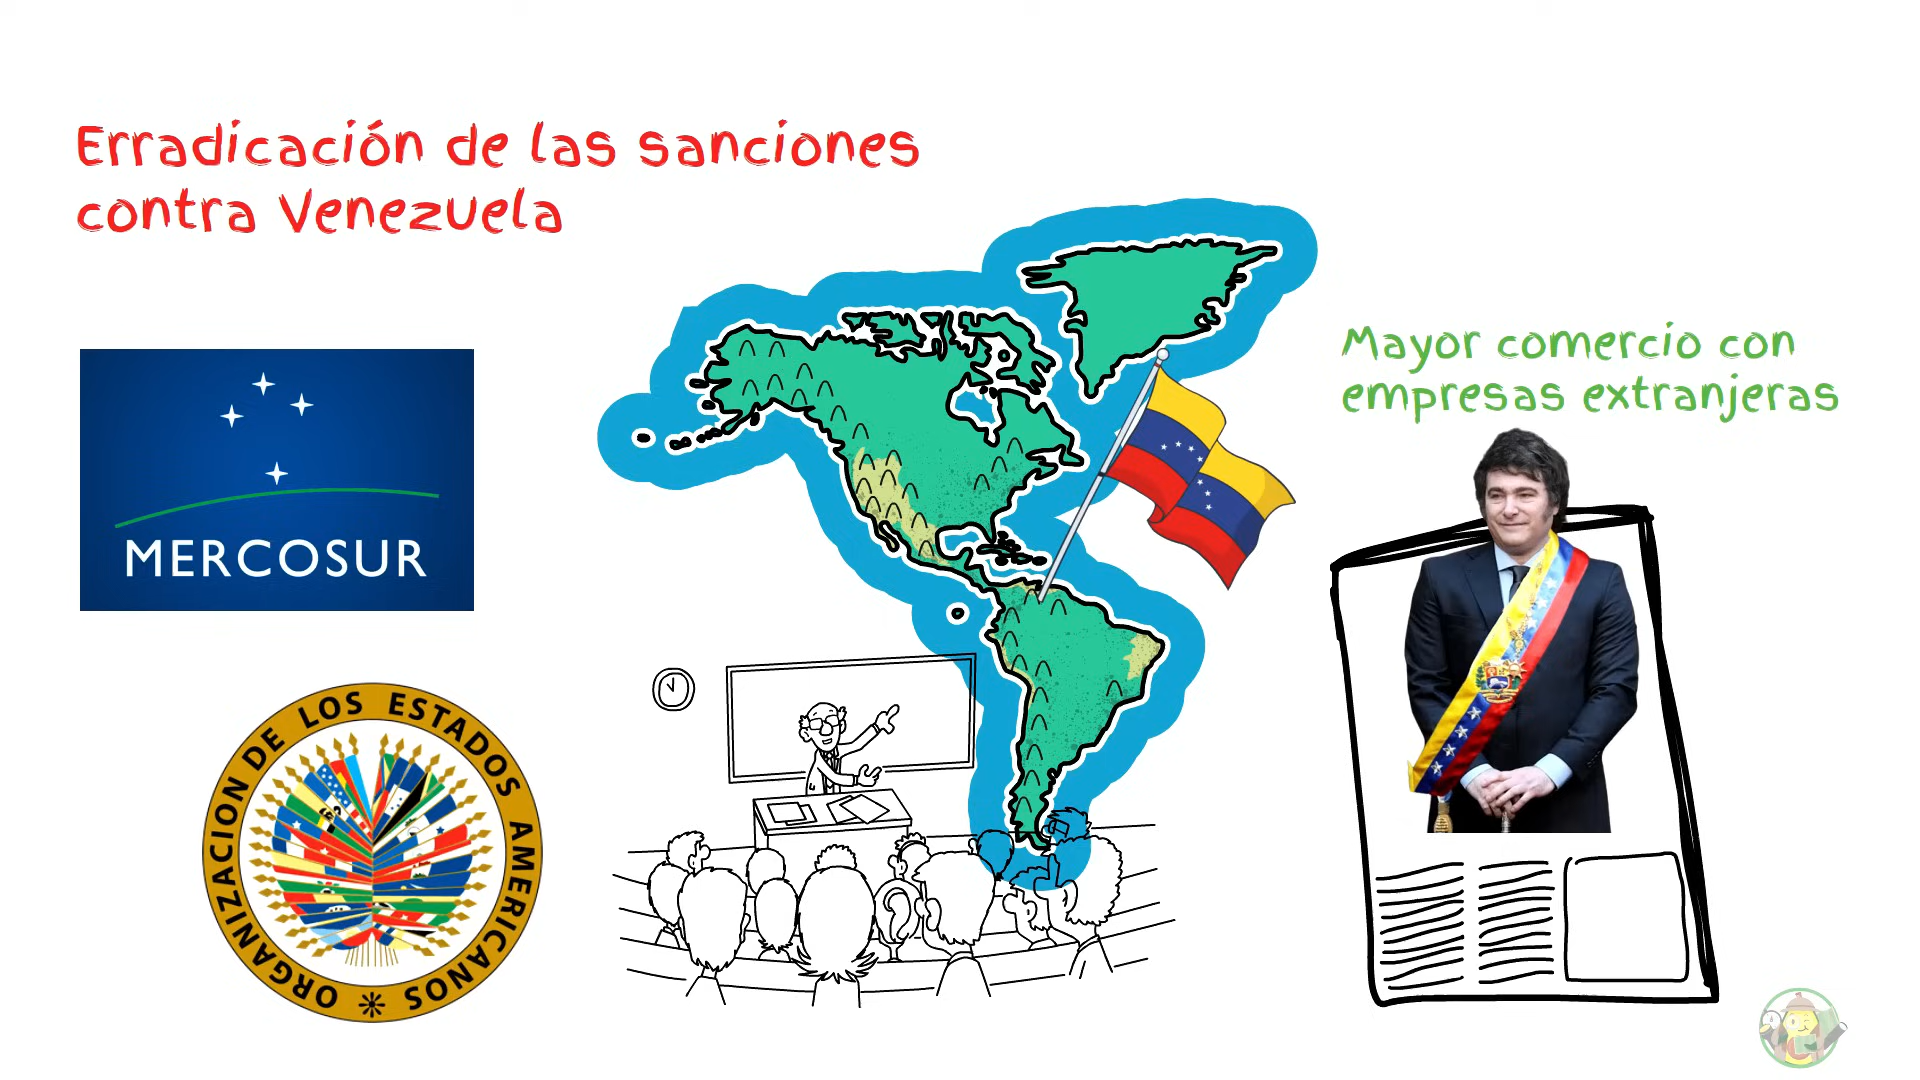 Erradicación de las sanciones
contra Venezuela
Mayor comercio con
empresas extranjeras
MERCOSUR
ORGANIZACION DE LOS ESTADOS AMERICANOS